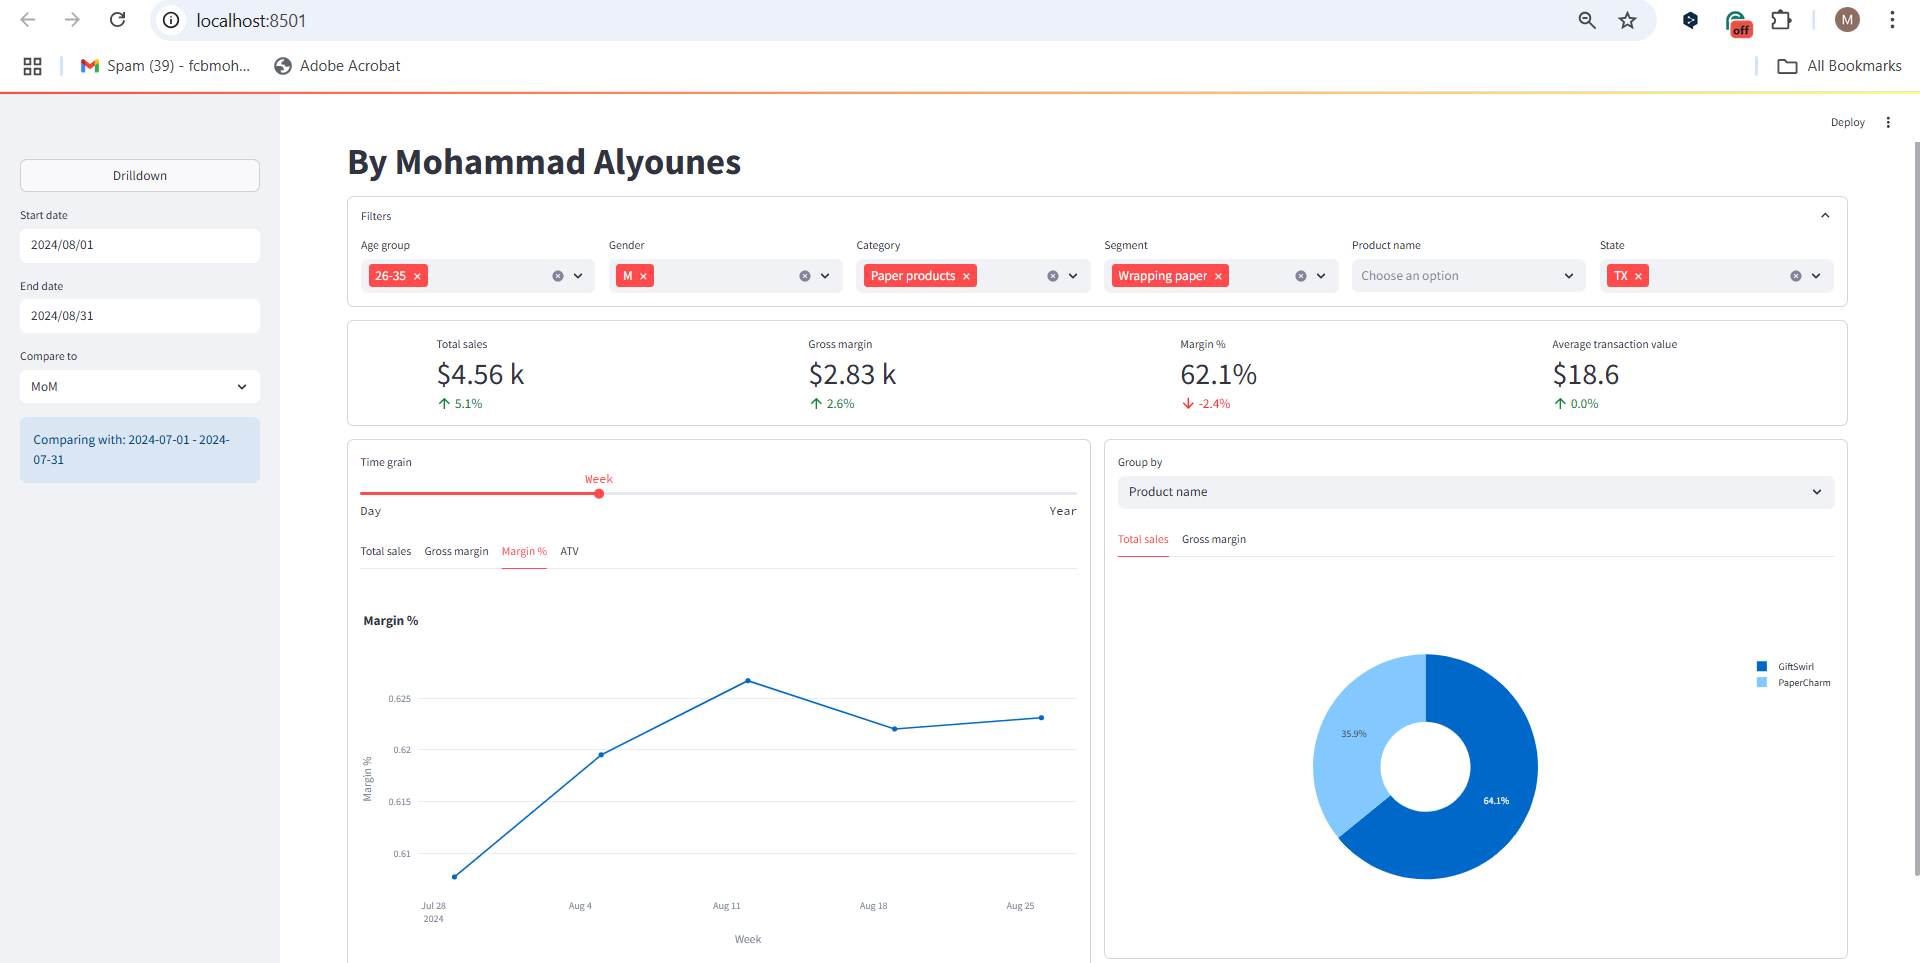 localhost:8501
off
M
Spam (39) - fcbmoh...
Adobe Acrobat
All Bookmarks
Deploy
Drilldown
Start date
2024/08/01
End date
2024/08/31
Compare to
MoM
Comparing with: 2024-07-01 - 2024-
07-31
By Mohammad Alyounes
Filters
Age group
26-35
Gender
M
Category
Paper products
Segment
Wrapping paper
Product name
Choose an option
State
TX
Total sales
$4.56 k
5.1%
Gross margin
$2.83 k
2.6%
Margin %
62.1%
-2.4%
Average transaction value
$18.6
0.0%
Time grain
Week
Day
Year
Total sales
Gross margin
Margin %
ATV
Margin %
0.625
0.62
0.615
0.61
Margin %
Jul 28
2024
Aug 4
Aug 11
Aug 18
Aug 25
Week
Group by
Product name
Total sales
Gross margin
GiftSwirl
PaperCharm
35.9%
64.1%